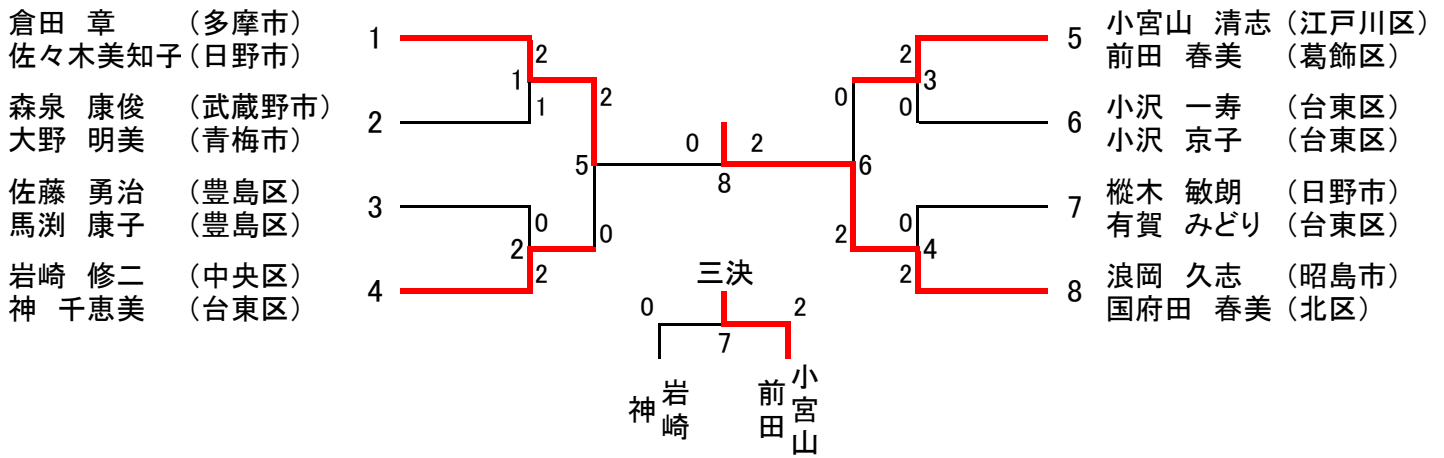 倉田 章 （多摩市）
佐々木美知子（日野市）
1
森泉 康俊 （武蔵野市）
大野 明美 （青梅市）
2
佐藤 勇治 （豊島区）
馬渕 康子 （豊島区）
3
岩崎 修二 （中央区）
神 千恵美 （台東区）
4
2
1
1
2
0
2
2
5
0
0
2
8
2
3
0
0
6
0
4
2
2
5
小宮山 清志（江戸川区）
前田 春美 （葛飾区）
6
小沢 一寿 （台東区）
小沢 京子 （台東区）
7
樅木 敏朗 （日野市）
有賀 みどり （台東区）
8
浪岡 久志 （昭島市）
国府田 春美（北区）
三決
0
2
7
岩崎
神
小宮山
前田